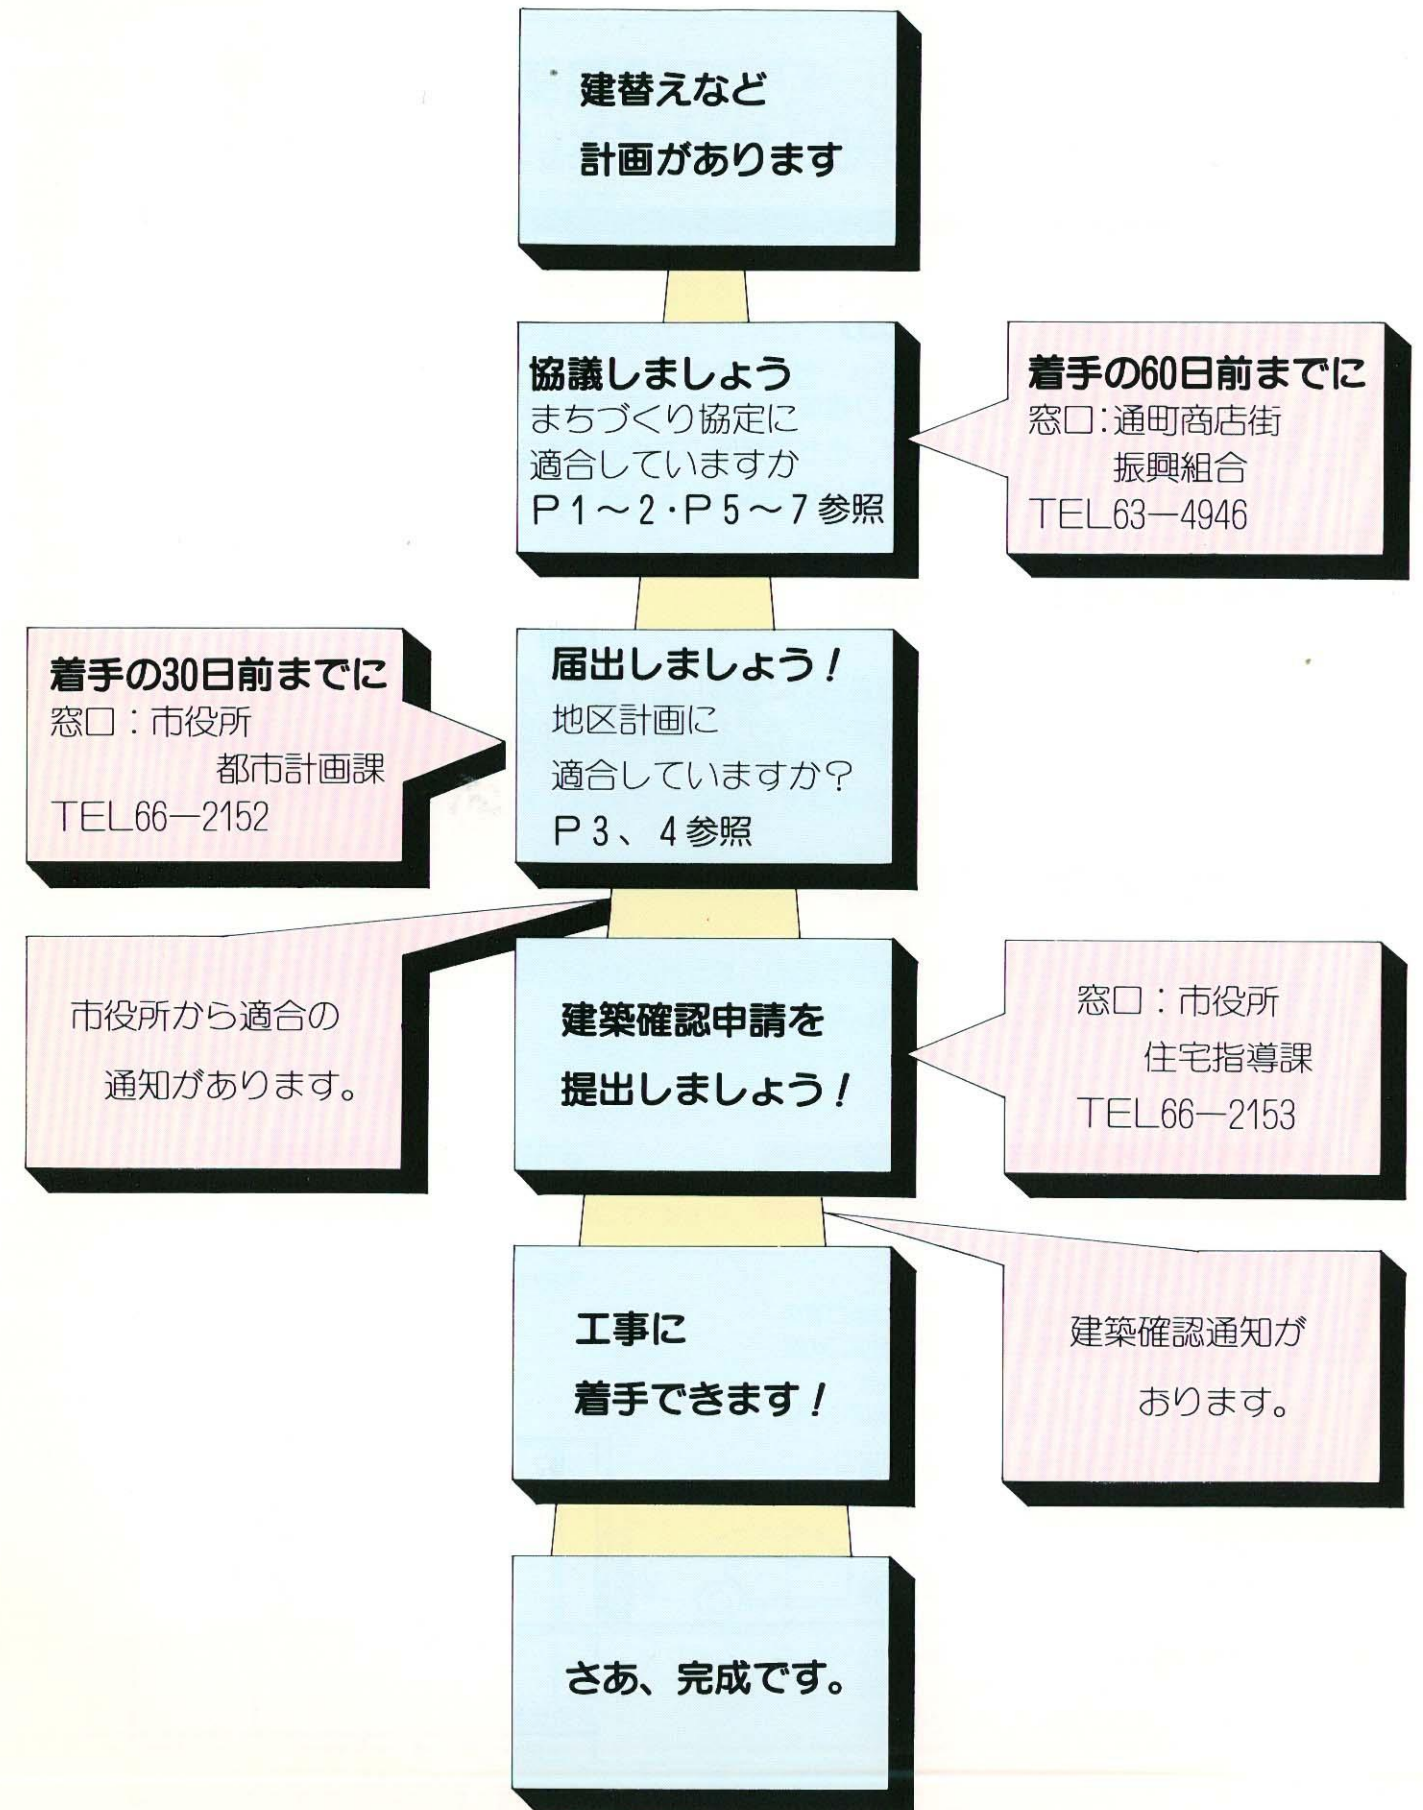 建替えなど
計画があります
協議しましょう
まちづくり協定に
適合していますか
P1～2・P5～7参照
着手の60日前までに
窓口：通町商店街
振興組合
TEL63―4946
着手の30日前までに
窓口：市役所
都市計画課
TEL66―2152
届出しましょう！
地区計画に
適合していますか？
P3、4参照
市役所から適合の
通知があります。
建築確認申請を
提出しましょう！
窓口：市役所
住宅指導課
TEL66―2153
建築確認通知が
おります。
工事に
着手できます！
さあ、完成です。